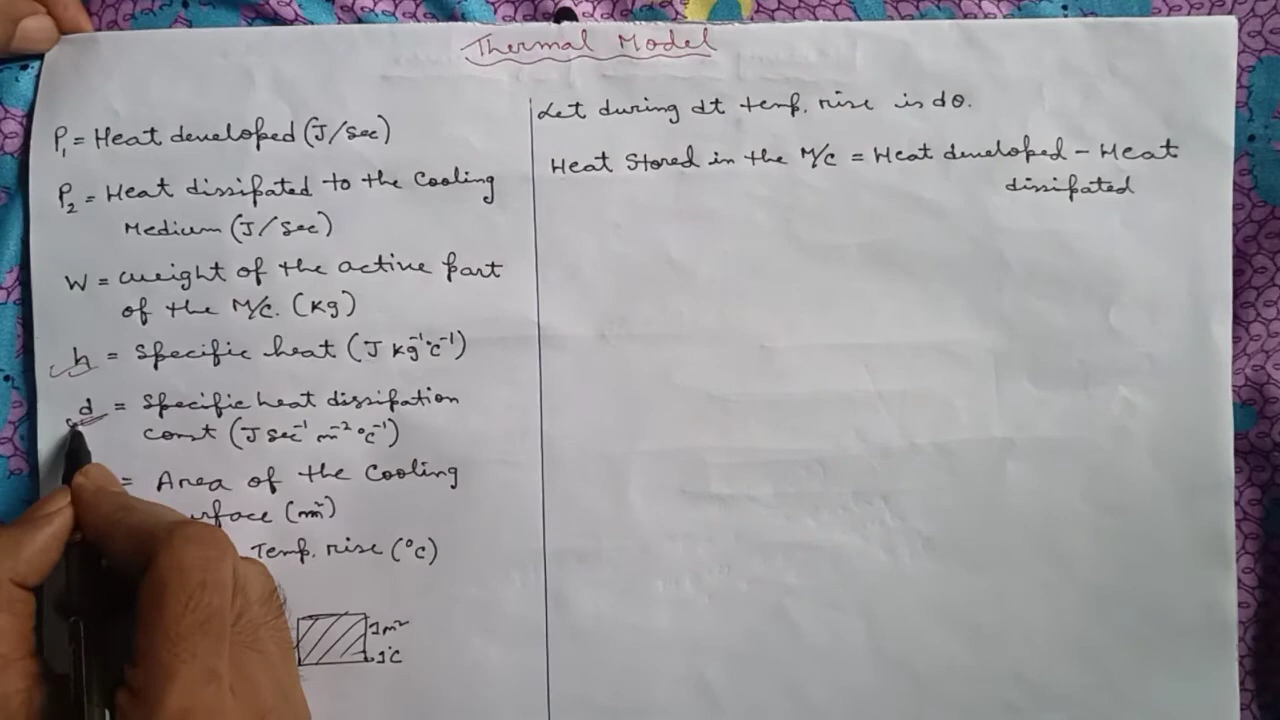 Thermal Model
P₁ = Heat developed (J/sec)
P₂ = Heat dissipated to the Cooling
Medium (J/sec)
W = weight of the active part
of the M/c. (Kg)
h = Specific heat (J Kg⁻¹ °c⁻¹)
d = Specific heat dissipation
const (J sec⁻¹ m⁻² °c⁻¹)
= Area of the Cooling
urface (m²)
Temp. rise (°c)
1m²
1°C
Let during dt temp. rise is dθ.
Heat Stored in the M/c = Heat developed - Heat
dissipated